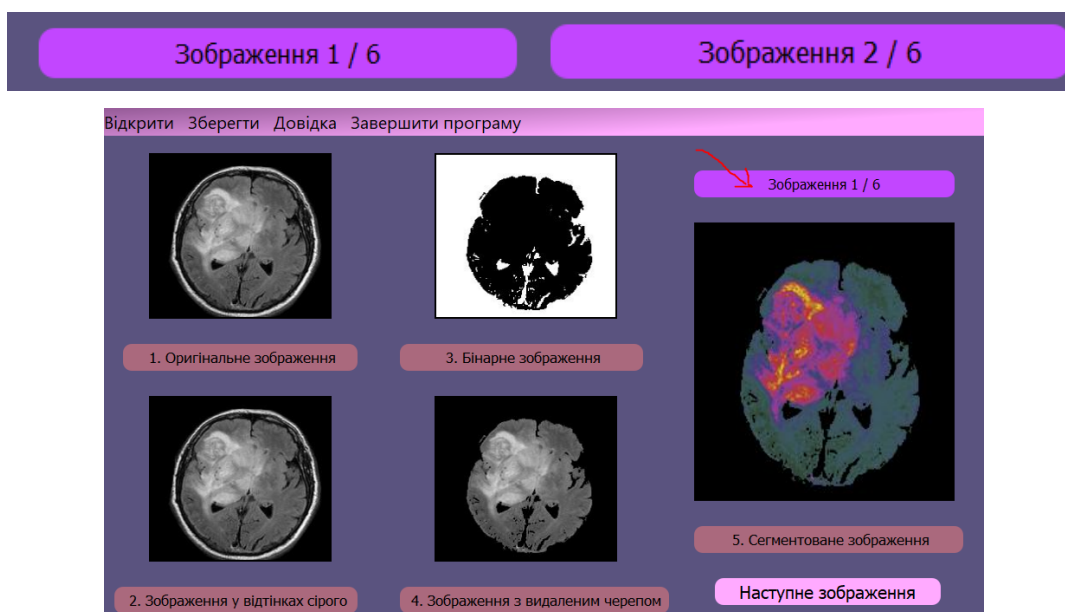 Зображення 1 / 6
Зображення 2 / 6
Відкрити Зберегти Довідка Завершити програму
Зображення 1 / 6
1. Оригінальне зображення
3. Бінарне зображення
5. Сегментоване зображення
2. Зображення у відтінках сірого
4. Зображення з видаленим черепом
Наступне зображення